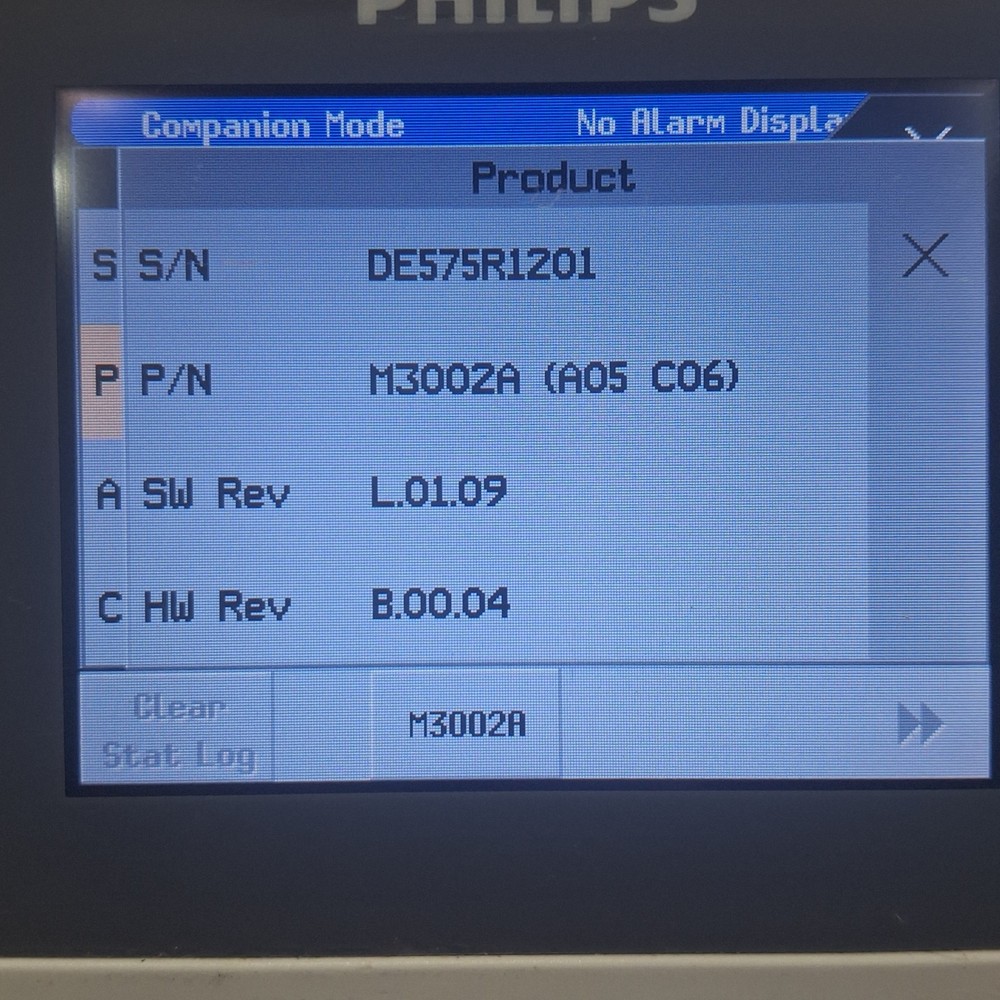 PHILIPS
Companion Mode No Alarm Displa
Product
S S/N DE575R1201
P P/N M3002A (A05 C06)
A SW Rev L.01.09
C HW Rev B.00.04
Clear
Stat Log
M3002A